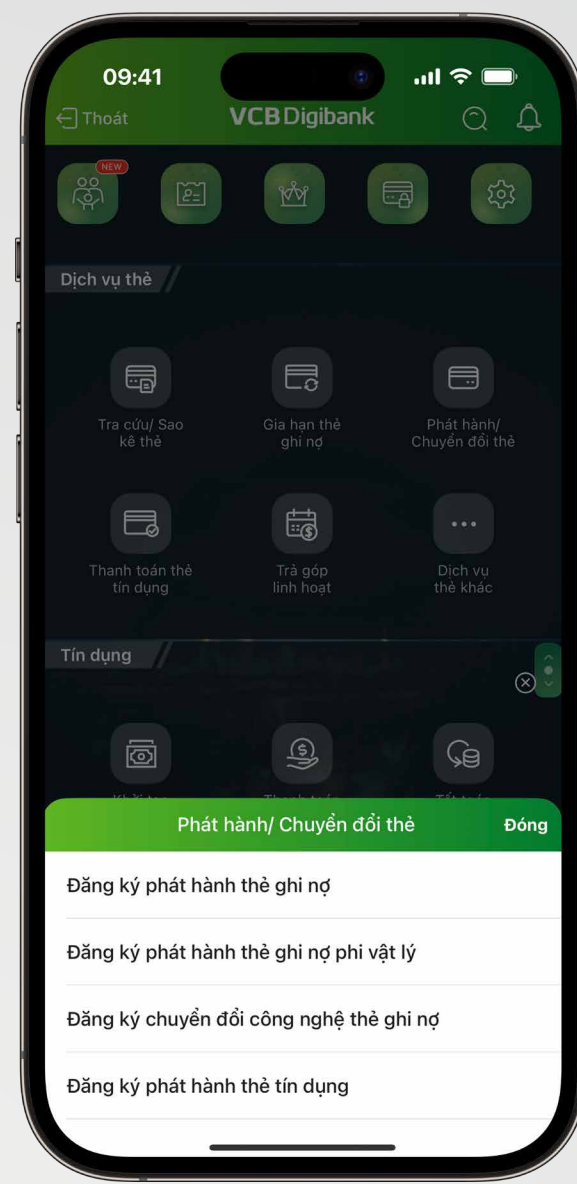 09:41
Thoát
VCB Digibank
NEW
Dịch vụ thẻ
Tra cứu/ Sao
kê thẻ
Gia hạn thẻ
ghi nợ
Phát hành/
Chuyển đổi thẻ
Thanh toán thẻ
tín dụng
Trả góp
linh hoạt
Dịch vụ
thẻ khác
Tín dụng
Phát hành/ Chuyển đổi thẻ
Đóng
Đăng ký phát hành thẻ ghi nợ
Đăng ký phát hành thẻ ghi nợ phi vật lý
Đăng ký chuyển đổi công nghệ thẻ ghi nợ
Đăng ký phát hành thẻ tín dụng